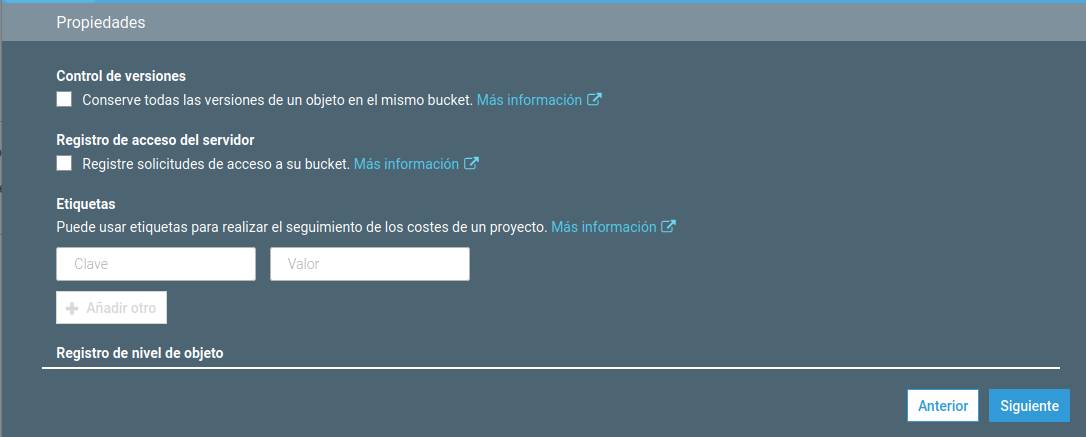 Propiedades
Control de versiones
Conserve todas las versiones de un objeto en el mismo bucket. Más información
Registro de acceso del servidor
Registre solicitudes de acceso a su bucket. Más información
Etiquetas
Puede usar etiquetas para realizar el seguimiento de los costes de un proyecto. Más información
Clave Valor
Añadir otro
Registro de nivel de objeto
Anterior Siguiente